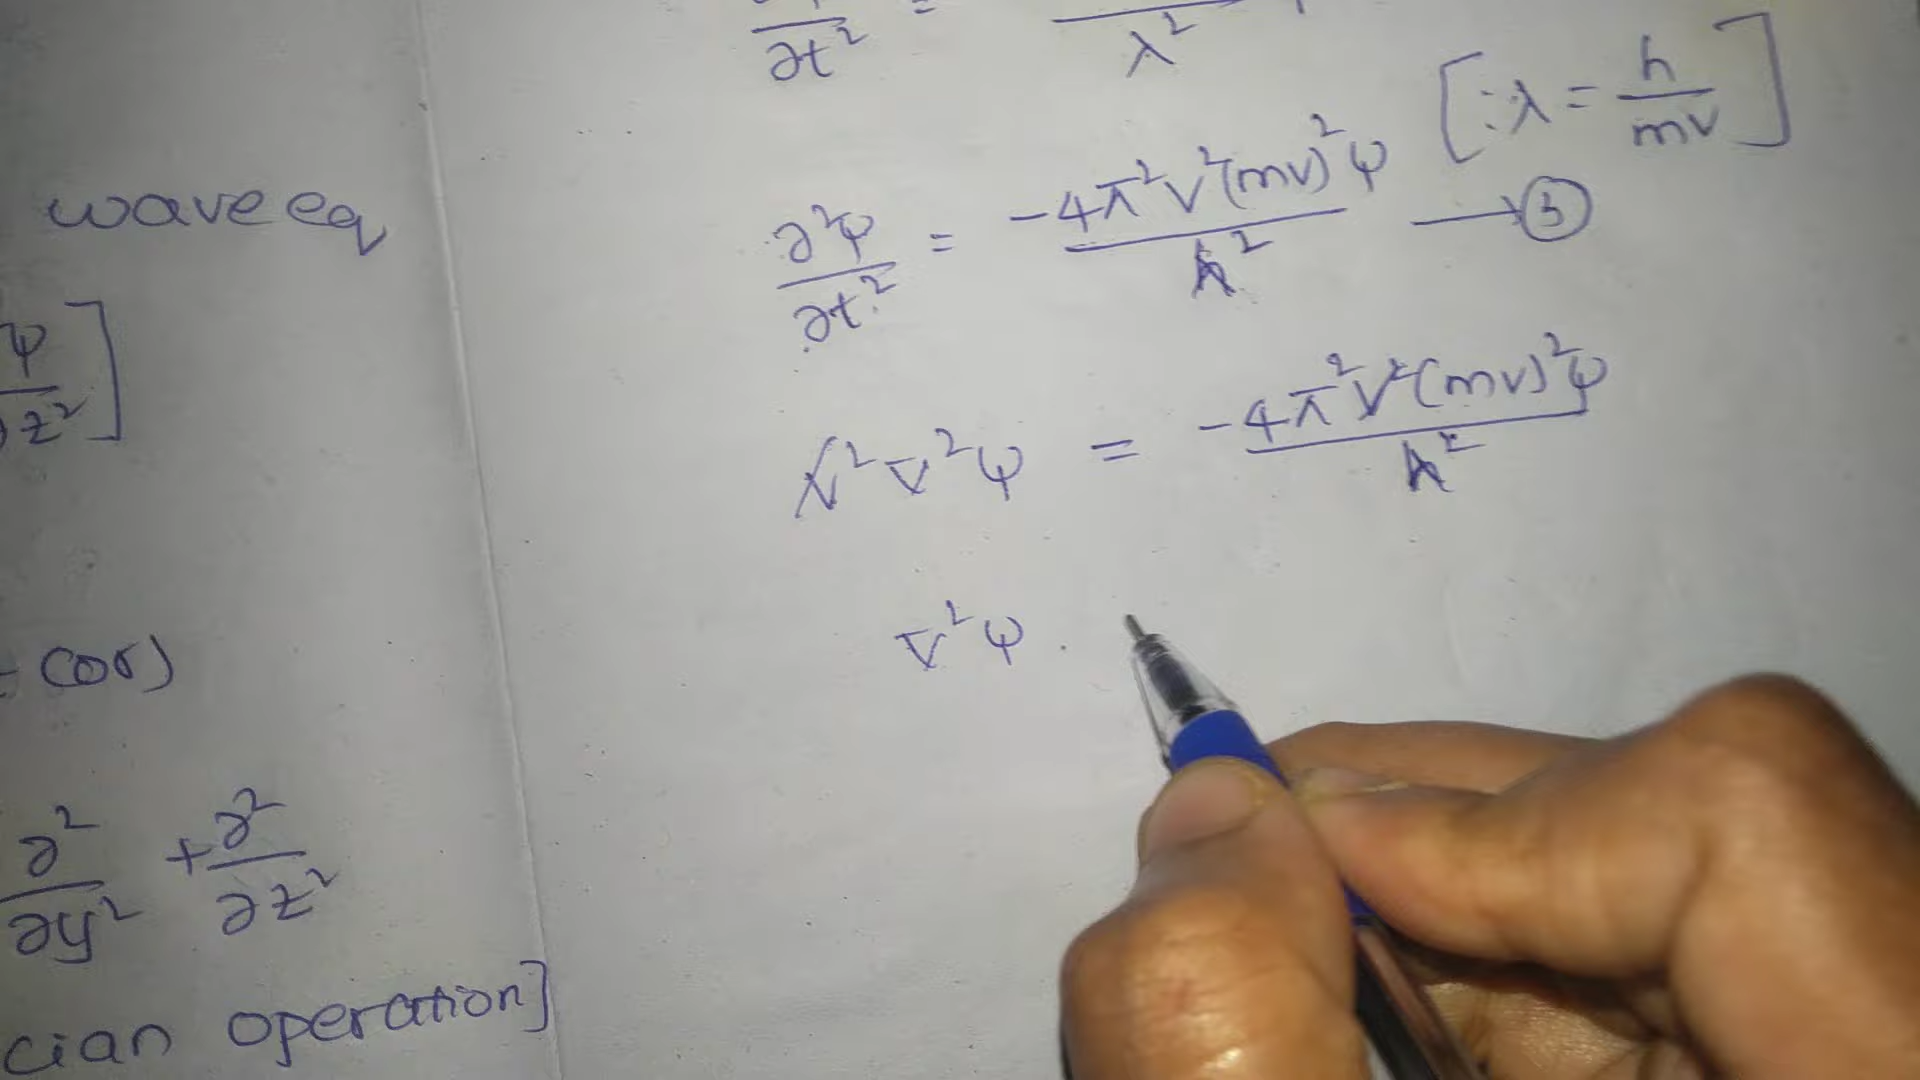 ∂t² = λ²
[∵ λ = h/mv]
wave eq
∂²ψ/∂t² = -4π²v²(mv)²ψ/h² → ③
ψ/∂z²]
v²∇²ψ = -4π²v²(mv)²ψ/h²
∇²ψ
(or)
∂²/∂y² + ∂²/∂z²
cian operation]